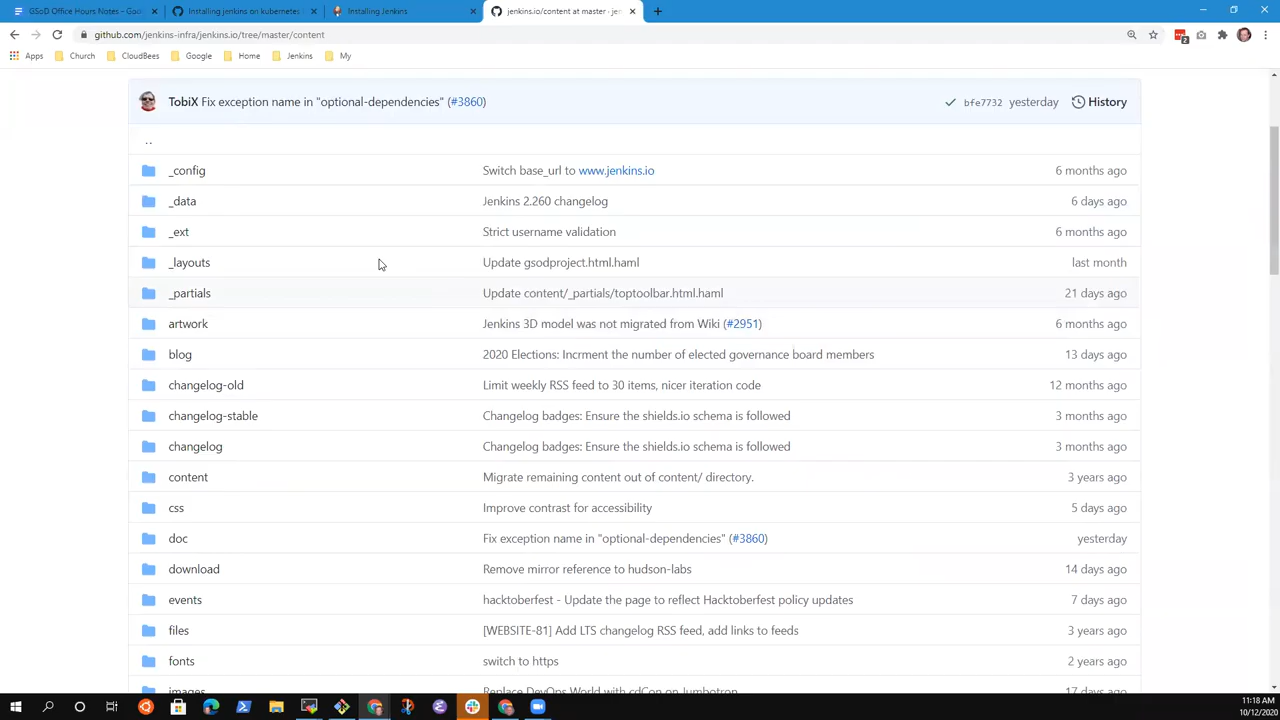 GSoD Office Hours Notes – Goo
Installing jenkins on kubernetes
Installing Jenkins
jenkins.io/content at master · jen
github.com/jenkins-infra/jenkins.io/tree/master/content
2
Apps
Church
CloudBees
Google
Home
Jenkins
My
TobiX Fix exception name in "optional-dependencies" (#3860)
bfe7732 yesterday
History
..
_config Switch base_url to www.jenkins.io 6 months ago
_data Jenkins 2.260 changelog 6 days ago
_ext Strict username validation 6 months ago
_layouts Update gsodproject.html.haml last month
_partials Update content/_partials/toptoolbar.html.haml 21 days ago
artwork Jenkins 3D model was not migrated from Wiki (#2951) 6 months ago
blog 2020 Elections: Incrment the number of elected governance board members 13 days ago
changelog-old Limit weekly RSS feed to 30 items, nicer iteration code 12 months ago
changelog-stable Changelog badges: Ensure the shields.io schema is followed 3 months ago
changelog Changelog badges: Ensure the shields.io schema is followed 3 months ago
content Migrate remaining content out of content/ directory. 3 years ago
css Improve contrast for accessibility 5 days ago
doc Fix exception name in "optional-dependencies" (#3860) yesterday
download Remove mirror reference to hudson-labs 14 days ago
events hacktoberfest - Update the page to reflect Hacktoberfest policy updates 7 days ago
files [WEBSITE-81] Add LTS changelog RSS feed, add links to feeds 3 years ago
fonts switch to https 2 years ago
images Replace DevOps World with cdCon on Jumbotron 17 days ago
11:18 AM
10/12/2020